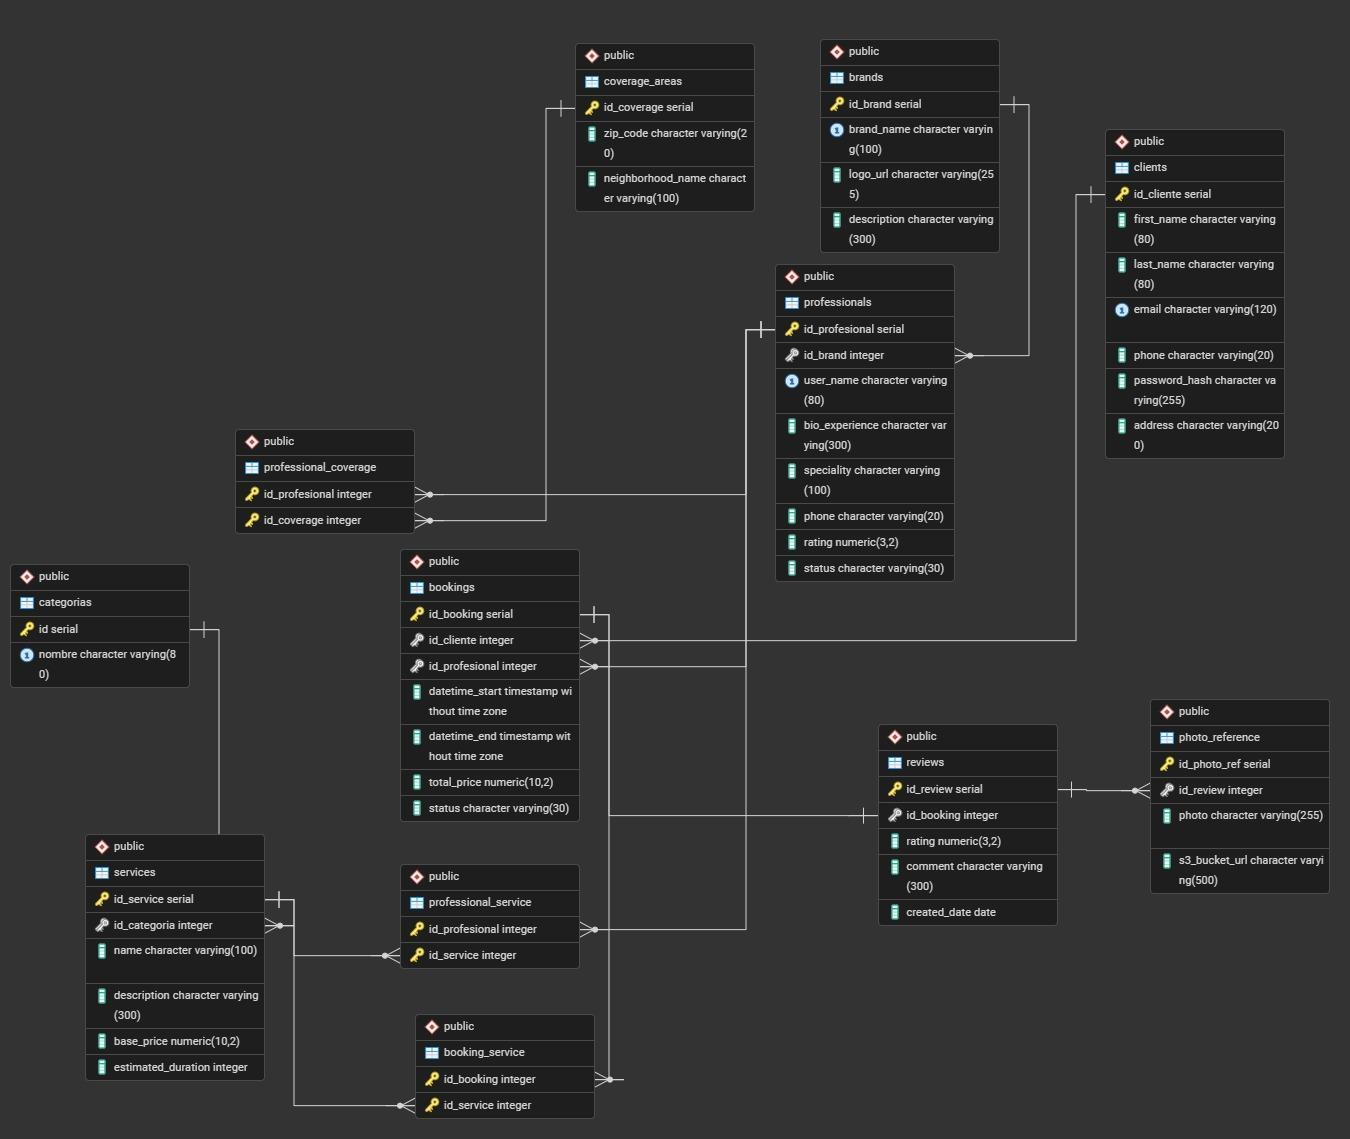 public
coverage_areas
id_coverage serial
zip_code character varying(2
0)
neighborhood_name charact
er varying(100)
public
brands
id_brand serial
brand_name character varyin
g(100)
logo_url character varying(25
5)
description character varying
(300)
public
clients
id_cliente serial
first_name character varying
(80)
last_name character varying
(80)
email character varying(120)
phone character varying(20)
password_hash character va
rying(255)
address character varying(20
0)
public
professionals
id_profesional serial
id_brand integer
user_name character varying
(80)
bio_experience character var
ying(300)
speciality character varying
(100)
phone character varying(20)
rating numeric(3,2)
status character varying(30)
public
professional_coverage
id_profesional integer
id_coverage integer
public
categorias
id serial
nombre character varying(8
0)
public
bookings
id_booking serial
id_cliente integer
id_profesional integer
datetime_start timestamp wi
thout time zone
datetime_end timestamp wit
hout time zone
total_price numeric(10,2)
status character varying(30)
public
reviews
id_review serial
id_booking integer
rating numeric(3,2)
comment character varying
(300)
created_date date
public
photo_reference
id_photo_ref serial
id_review integer
photo character varying(255)
s3_bucket_url character varyi
ng(500)
public
services
id_service serial
id_categoria integer
name character varying(100)
description character varying
(300)
base_price numeric(10,2)
estimated_duration integer
public
professional_service
id_profesional integer
id_service integer
public
booking_service
id_booking integer
id_service integer